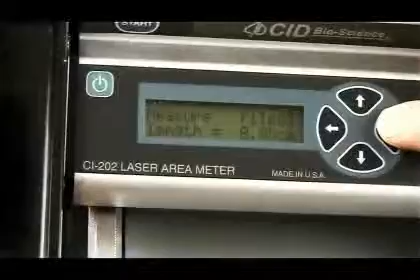 START
CID Bio-Science
Measure
Length =
CI-202 LASER AREA METER
MADE IN U.S.A